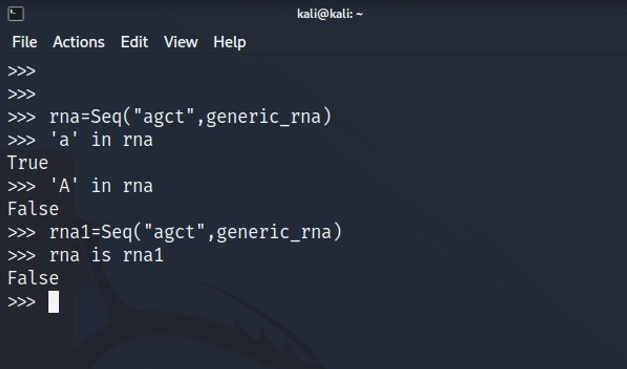 kali@kali: ~
File Actions Edit View Help
>>>
>>>
>>> rna=Seq("agct",generic_rna)
>>> 'a' in rna
True
>>> 'A' in rna
False
>>> rna1=Seq("agct",generic_rna)
>>> rna is rna1
False
>>>